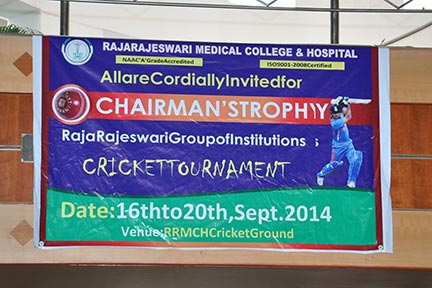 RAJARAJESWARI MEDICAL COLLEGE & HOSPITAL
NAAC'A'GradeAccredited ISO9001-2008Certified
AllareCordiallyInvitedfor
CHAIRMAN'STROPHY
RajaRajeswariGroupofInstitutions
CRICKETTOURNAMENT
Date:16thto20th,Sept.2014
Venue:RRMCHCricketGround